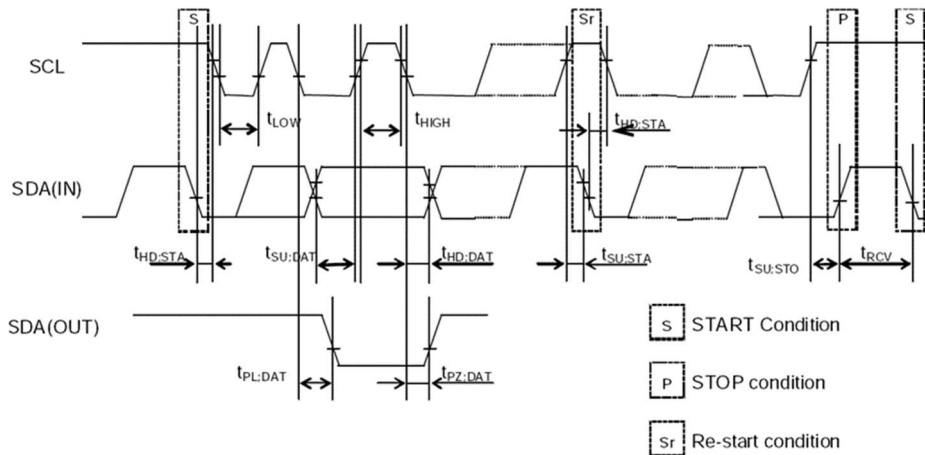 S Sr P S
SCL
tLOW tHIGH tHD;STA
SDA(IN)
tHD;STA tSU;DAT tHD;DAT tSU;STA tSU;STO tRCV
SDA(OUT)
S START Condition
tPL;DAT tPZ;DAT
P STOP condition
Sr Re-start condition